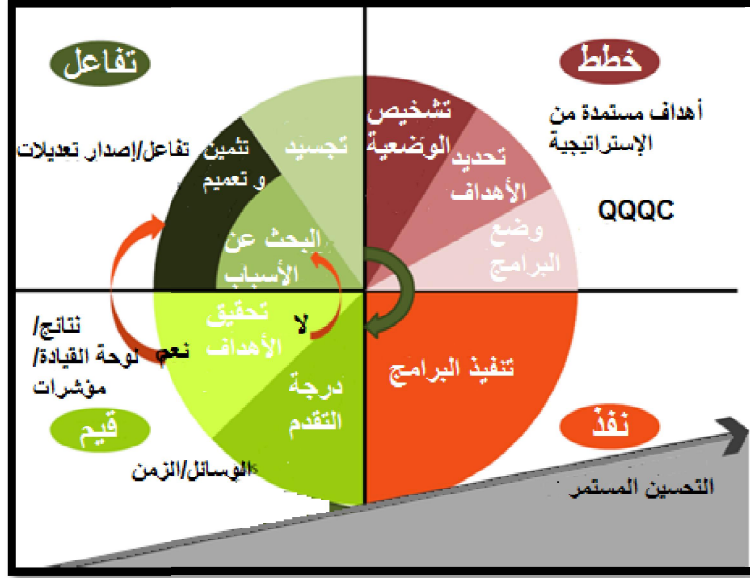 خطط
تفاعل
أهداف مستمدة من
الإستراتيجية
QQQC
تشخيص
الوضعية
تحديد
الأهداف
وضع
البرامج
تجسيد
تثمين
و تعميم
تفاعل/إصدار تعديلات
البحث عن
الأسباب
تحقيق
الأهداف
لا
نعم
نتائج/
لوحة القيادة/
مؤشرات
تنفيذ البرامج
درجة
التقدم
نفذ
قيم
الوسائل/الزمن
التحسين المستمر